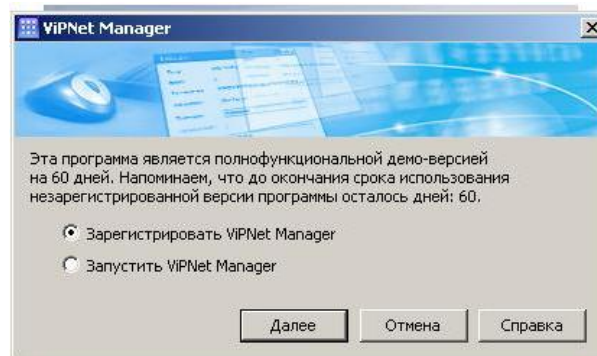 ViPNet Manager
Эта программа является полнофункциональной демо-версией
на 60 дней. Напоминаем, что до окончания срока использования
незарегистрированной версии программы осталось дней: 60.
Зарегистрировать ViPNet Manager
Запустить ViPNet Manager
Далее Отмена Справка